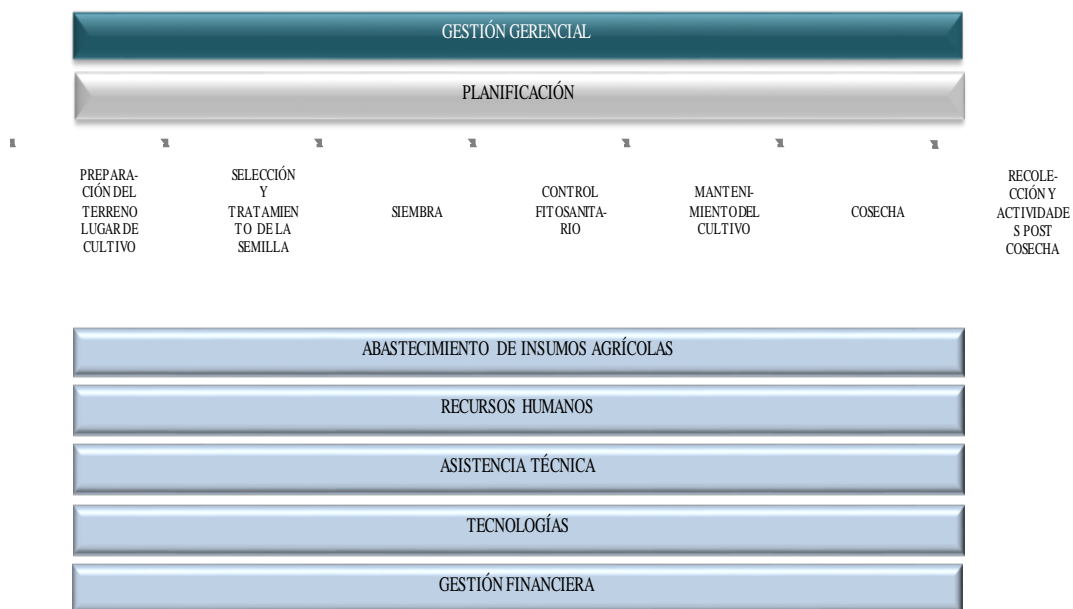 GESTIÓN GERENCIAL
PLANIFICACIÓN
PREPARA-
CIÓN DEL
TERRENO
LUGAR DE
CULTIVO
SELECCIÓN
Y
TRATAMIEN
TO DE LA
SEMILLA
SIEMBRA
CONTROL
FITOSANITA-
RIO
MANTENI-
MIENTO DEL
CULTIVO
COSECHA
RECOLE-
CCIÓN Y
ACTIVIDADE
S POST
COSECHA
ABASTECIMIENTO DE INSUMOS AGRÍCOLAS
RECURSOS HUMANOS
ASISTENCIA TÉCNICA
TECNOLOGÍAS
GESTIÓN FINANCIERA